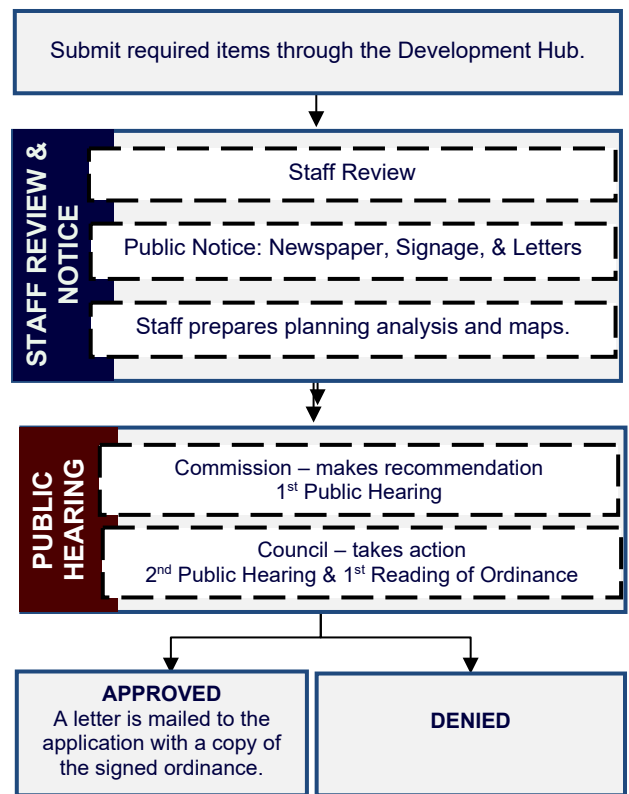 Submit required items through the Development Hub.
STAFF REVIEW &
NOTICE
Staff Review
Public Notice: Newspaper, Signage, & Letters
Staff prepares planning analysis and maps.
PUBLIC
HEARING
Commission – makes recommendation
1st Public Hearing
Council – takes action
2nd Public Hearing & 1st Reading of Ordinance
APPROVED
A letter is mailed to the
application with a copy of
the signed ordinance.
DENIED